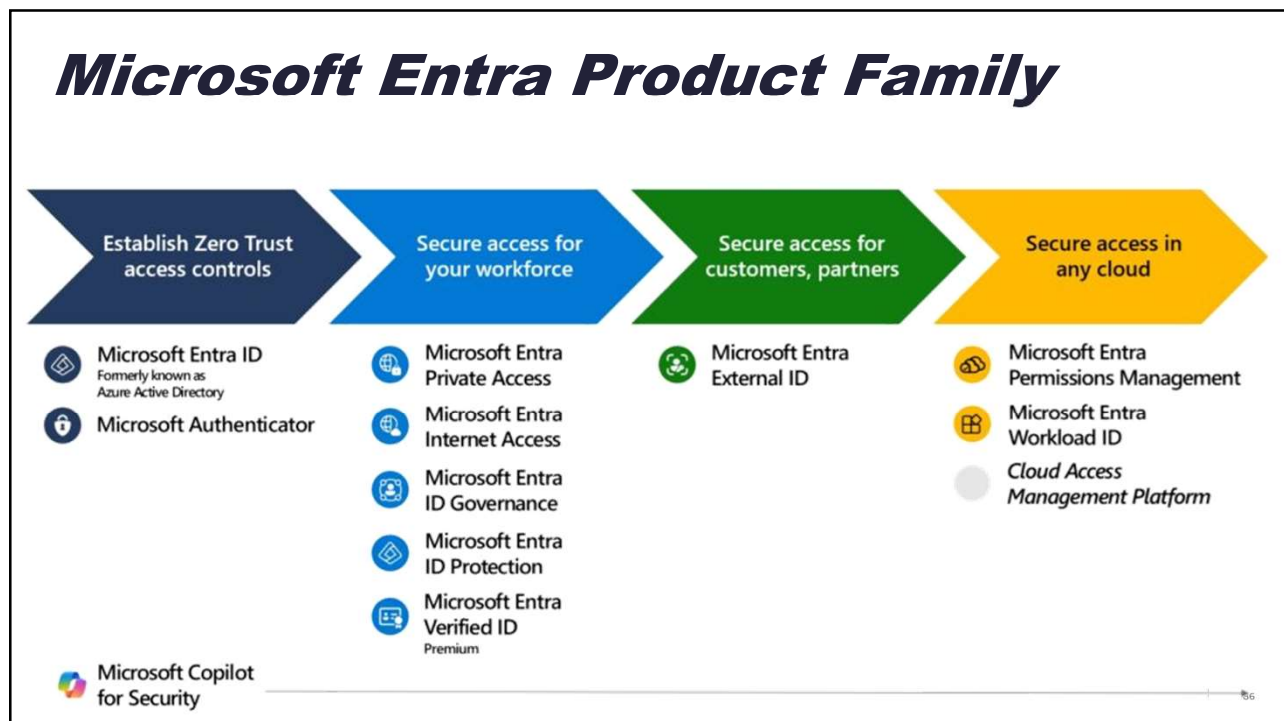 Microsoft Entra Product Family
Establish Zero Trust
access controls
Secure access for
your workforce
Secure access for
customers, partners
Secure access in
any cloud
Microsoft Entra ID
Formerly known as
Azure Active Directory
Microsoft Authenticator
Microsoft Entra
Private Access
Microsoft Entra
Internet Access
Microsoft Entra
ID Governance
Microsoft Entra
ID Protection
Microsoft Entra
Verified ID
Premium
Microsoft Entra
External ID
Microsoft Entra
Permissions Management
Microsoft Entra
Workload ID
Cloud Access
Management Platform
Microsoft Copilot
for Security
36